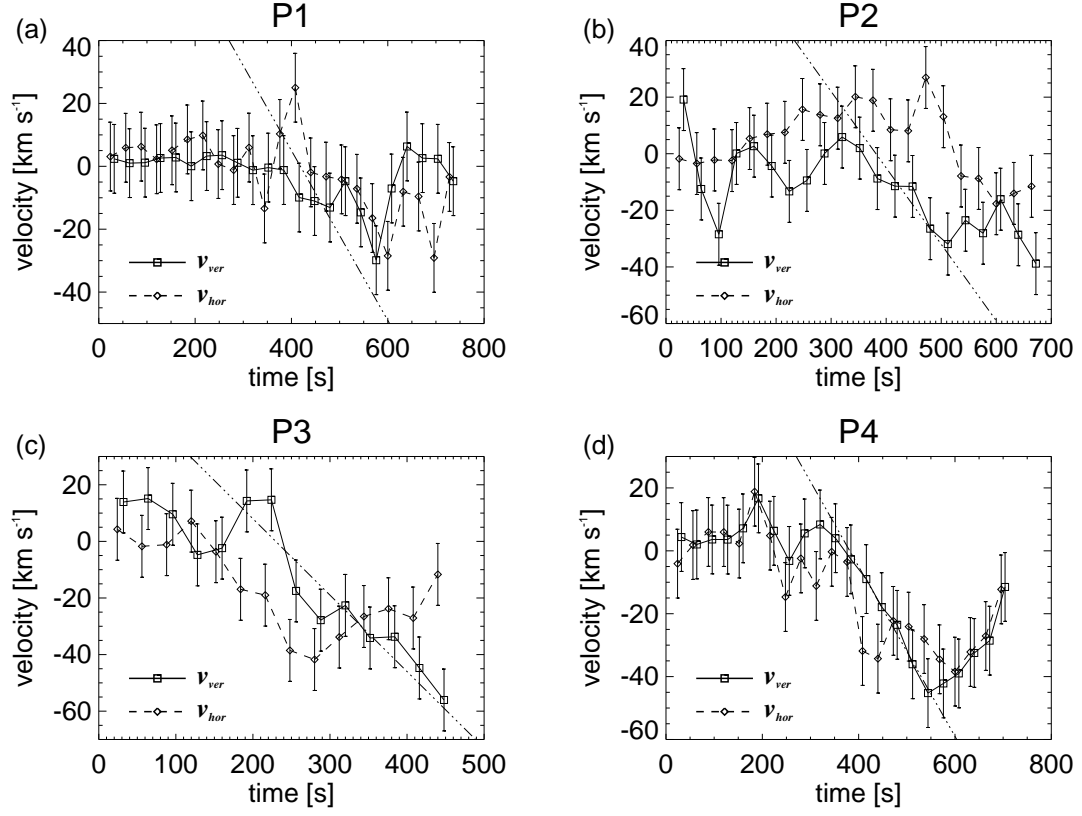 P1
(a)
velocity [km s⁻¹]
40
20
0
-20
-40
v_ver
v_hor
0 200 400 600 800
time [s]
P2
(b)
velocity [km s⁻¹]
40
20
0
-20
-40
-60
v_ver
v_hor
0 100 200 300 400 500 600 700
time [s]
P3
(c)
velocity [km s⁻¹]
20
0
-20
-40
-60
v_ver
v_hor
0 100 200 300 400 500
time [s]
P4
(d)
velocity [km s⁻¹]
20
0
-20
-40
-60
v_ver
v_hor
0 200 400 600 800
time [s]